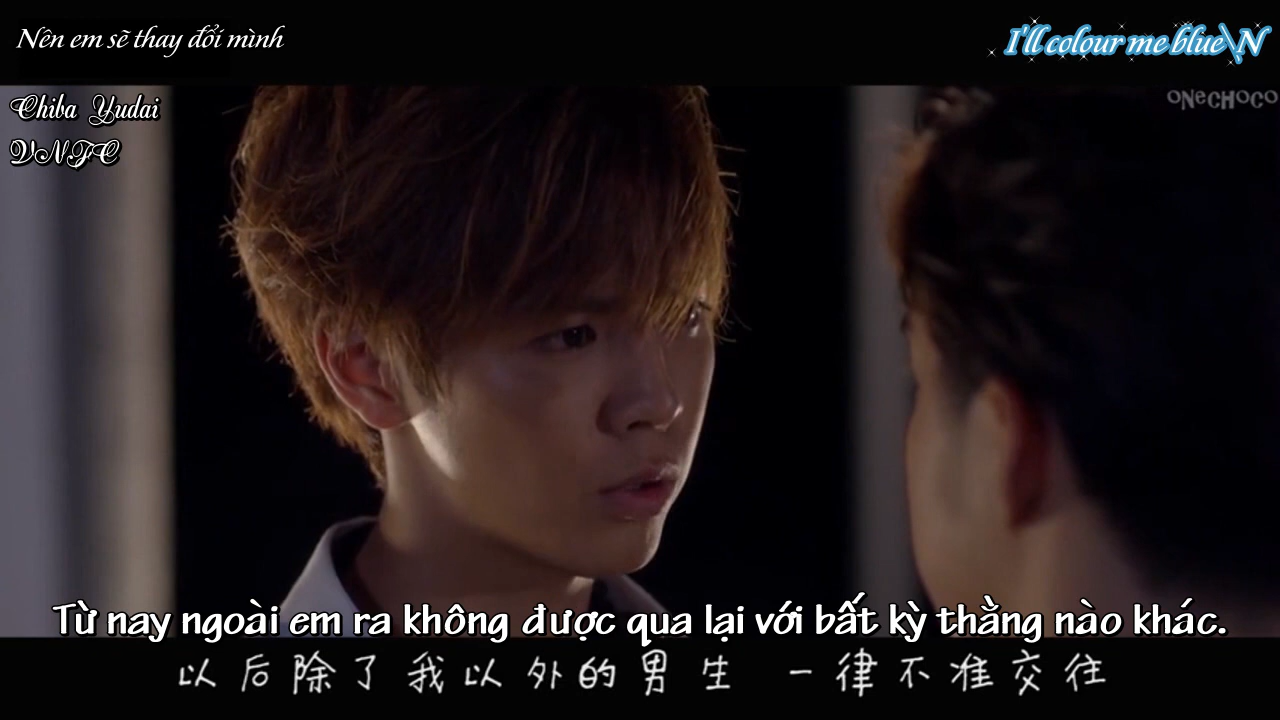 Nên em sẽ thay đổi mình
I'll colour me blue\N
Chiba Yudai
VNFC
ONECHOCO
Từ nay ngoài em ra không được qua lại với bất kỳ thằng nào khác.
以后除了我以外的男生 一律不准交往